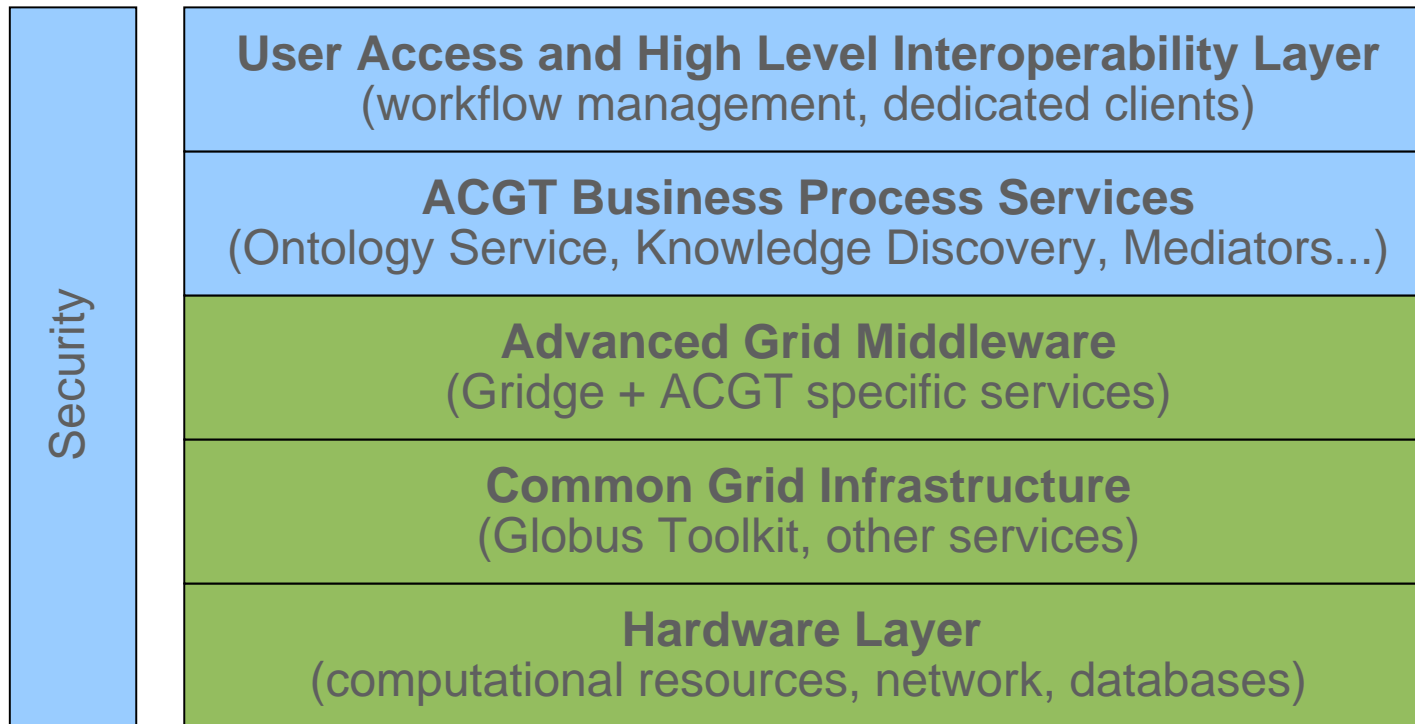 Security
User Access and High Level Interoperability Layer
(workflow management, dedicated clients)
ACGT Business Process Services
(Ontology Service, Knowledge Discovery, Mediators...)
Advanced Grid Middleware
(Gridge + ACGT specific services)
Common Grid Infrastructure
(Globus Toolkit, other services)
Hardware Layer
(computational resources, network, databases)